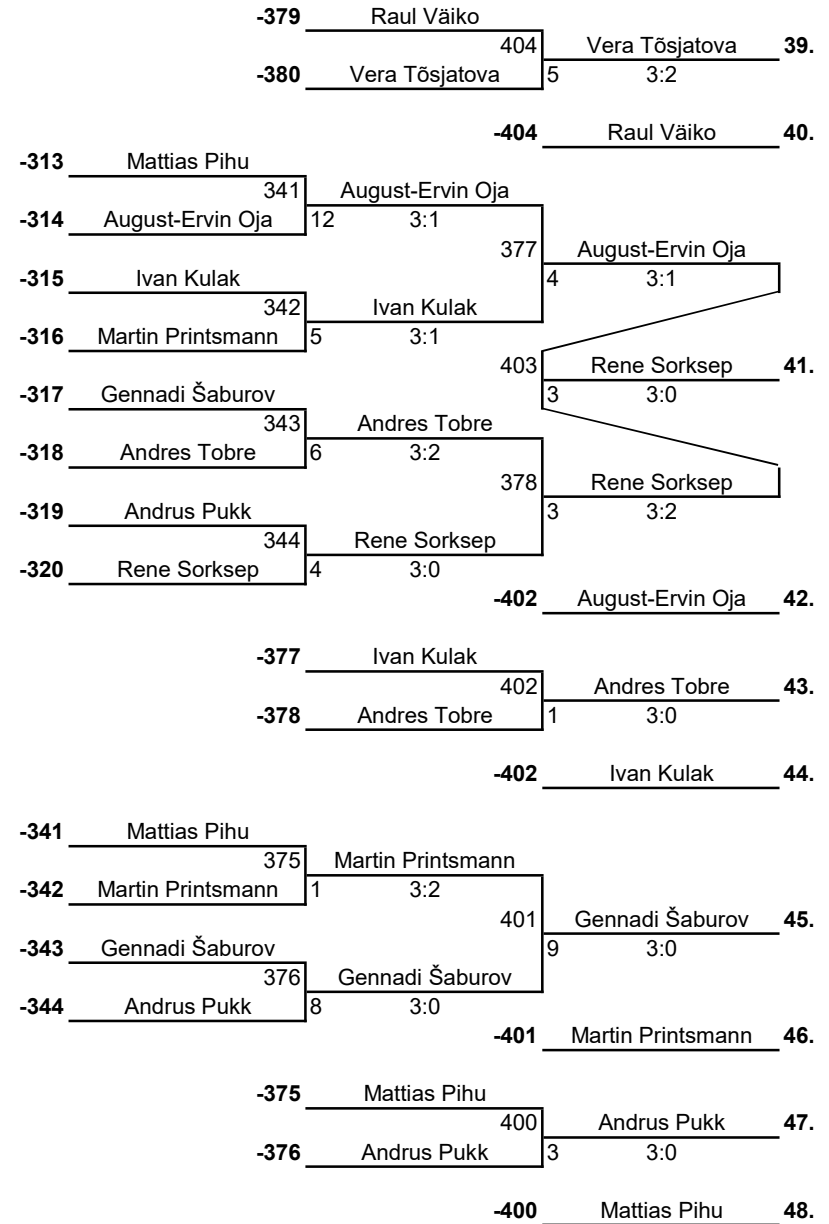 -379 Raul Väiko
404 Vera Tõsjatova 39.
-380 Vera Tõsjatova 5 3:2
-404 Raul Väiko 40.
-313 Mattias Pihu
341 August-Ervin Oja
-314 August-Ervin Oja 12 3:1
377 August-Ervin Oja
-315 Ivan Kulak 4 3:1
342 Ivan Kulak
-316 Martin Printsmann 5 3:1
403 Rene Sorksep 41.
-317 Gennadi Šaburov 3 3:0
343 Andres Tobre
-318 Andres Tobre 6 3:2
378 Rene Sorksep
-319 Andrus Pukk 3 3:2
344 Rene Sorksep
-320 Rene Sorksep 4 3:0
-402 August-Ervin Oja 42.
-377 Ivan Kulak
402 Andres Tobre 43.
-378 Andres Tobre 1 3:0
-402 Ivan Kulak 44.
-341 Mattias Pihu
375 Martin Printsmann
-342 Martin Printsmann 1 3:2
401 Gennadi Šaburov 45.
-343 Gennadi Šaburov 9 3:0
376 Gennadi Šaburov
-344 Andrus Pukk 8 3:0
-401 Martin Printsmann 46.
-375 Mattias Pihu
400 Andrus Pukk 47.
-376 Andrus Pukk 3 3:0
-400 Mattias Pihu 48.